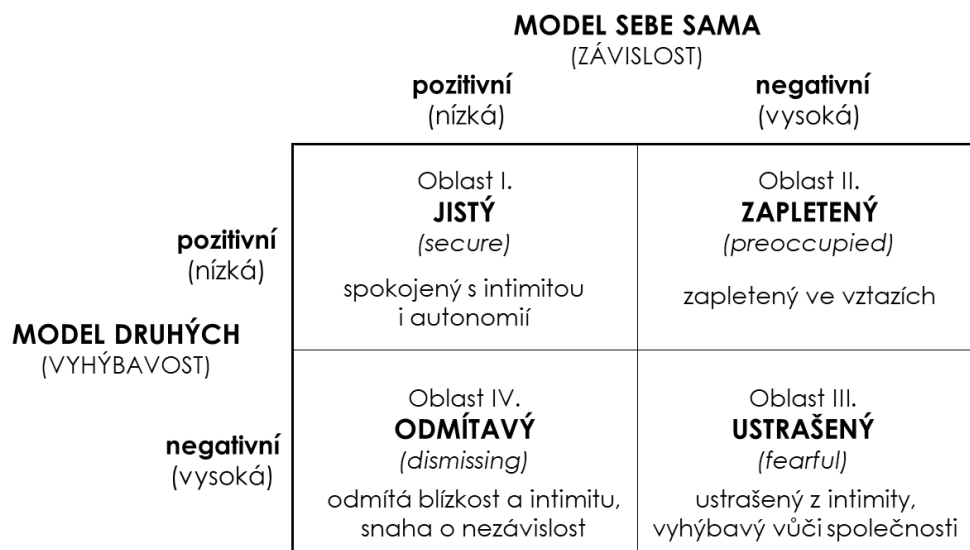 MODEL SEBE SAMA
(ZÁVISLOST)
pozitivní
(nízká)
negativní
(vysoká)
MODEL DRUHÝCH
(VYHÝBAVOST)
pozitivní
(nízká)
Oblast I.
JISTÝ
(secure)
spokojený s intimitou
i autonomií
Oblast II.
ZAPLETENÝ
(preoccupied)
zapletený ve vztazích
negativní
(vysoká)
Oblast IV.
ODMÍTAVÝ
(dismissing)
odmítá blízkost a intimitu,
snaha o nezávislost
Oblast III.
USTRAŠENÝ
(fearful)
ustrašený z intimity,
vyhýbavý vůči společnosti